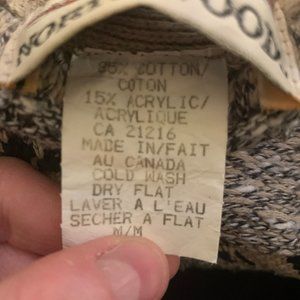 85% COTTON/
COTON
15% ACRYLIC/
ACRYLIQUE
CA 21216
MADE IN/FAIT
AU CANADA
COLD WASH
DRY FLAT
LAVER A L'EAU
SECHER A FLAT
M/M